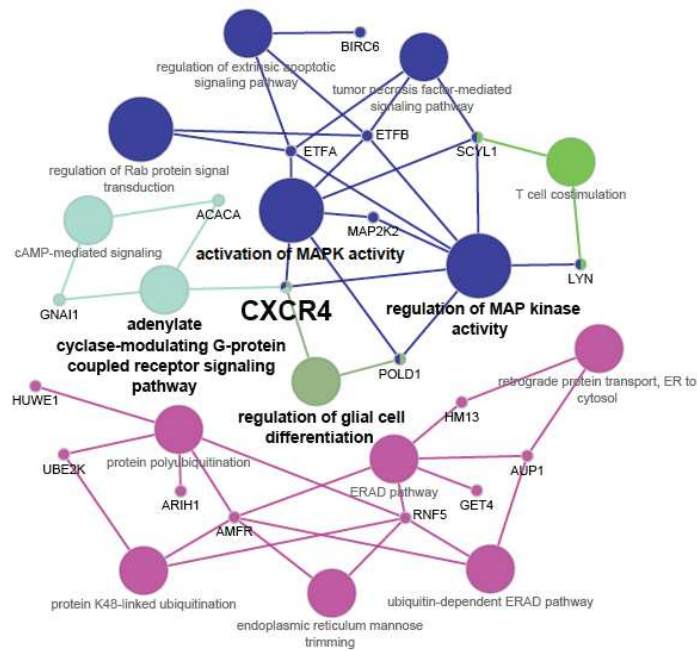 BIRC6
regulation of extrinsic apoptotic
signaling pathway
tumor necrosis factor-mediated
signaling pathway
ETFB
ETFA
SCYL1
regulation of Rab protein signal
transduction
T cell costimulation
ACACA
MAP2K2
cAMP-mediated signaling
activation of MAPK activity
LYN
GNAI1
CXCR4
regulation of MAP kinase
activity
adenylate
cyclase-modulating G-protein
coupled receptor signaling
pathway
POLD1
retrograde protein transport, ER to
cytosol
HUWE1
regulation of glial cell
differentiation
HM13
protein polyubiquitination
UBE2K
AUP1
ERAD pathway
ARIH1
GET4
RNF5
AMFR
protein K48-linked ubiquitination
ubiquitin-dependent ERAD pathway
endoplasmic reticulum mannose
trimming